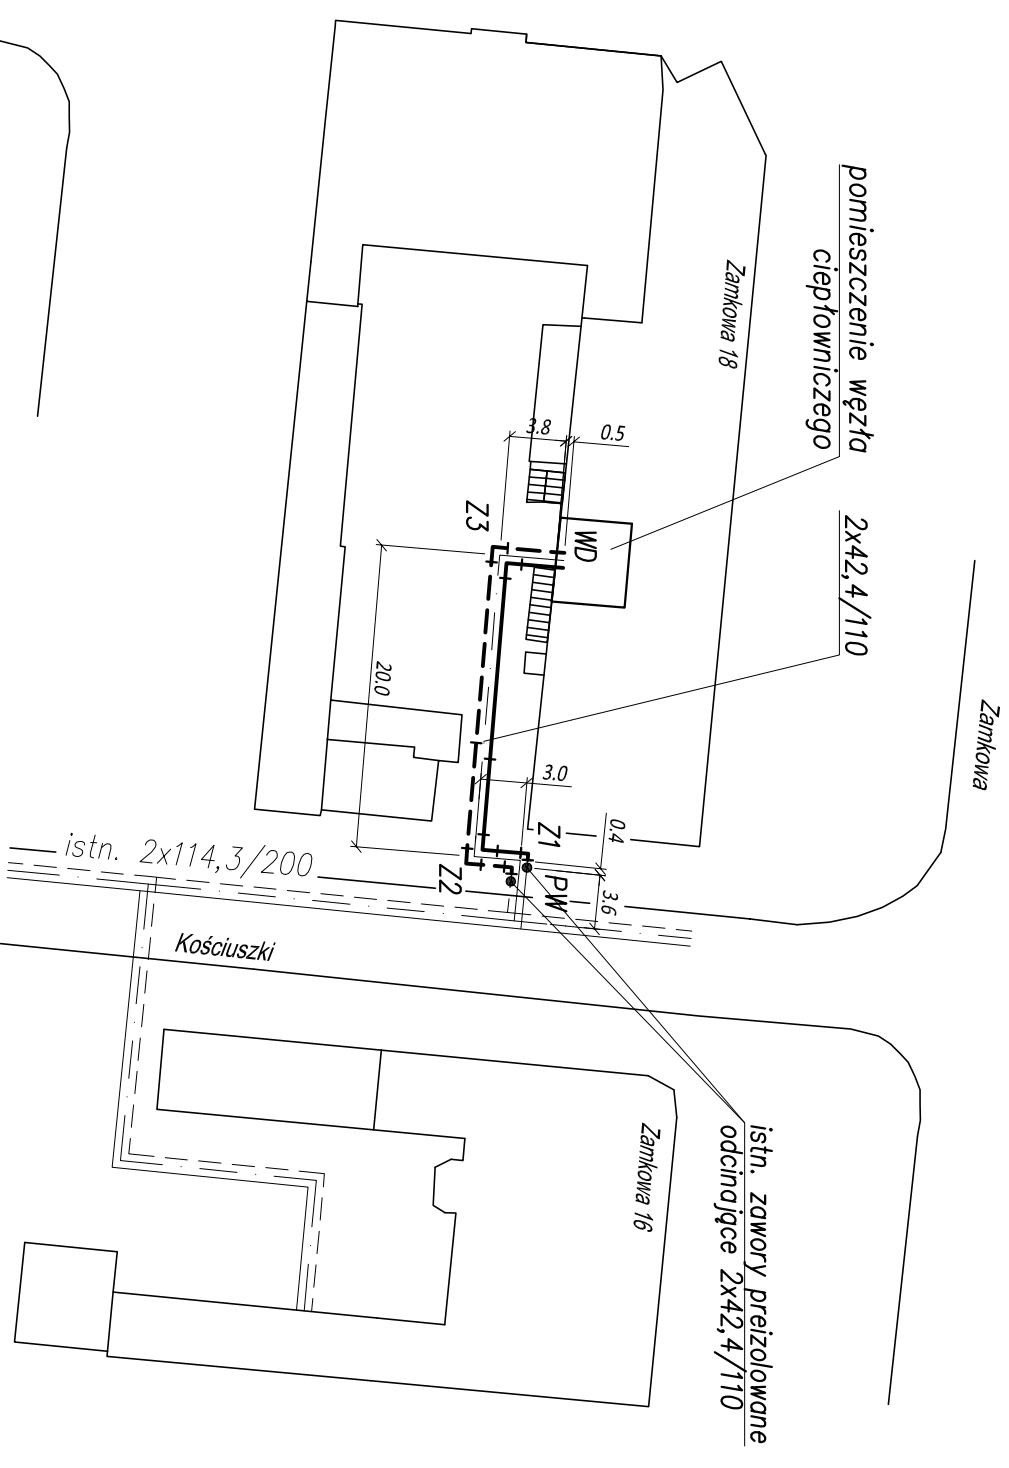 pomieszczenie węzła
ciepłowniczego
2x42,4/110
Zamkowa
Zamkowa 18
3.8
0.5
WD
Z3
20.0
3.0
Z1
0.4
PW
3.6
Z2
istn. 2x114,3/200
Kościuszki
istn. zawory preizolowane
odcinające 2x42,4/110
Zamkowa 16